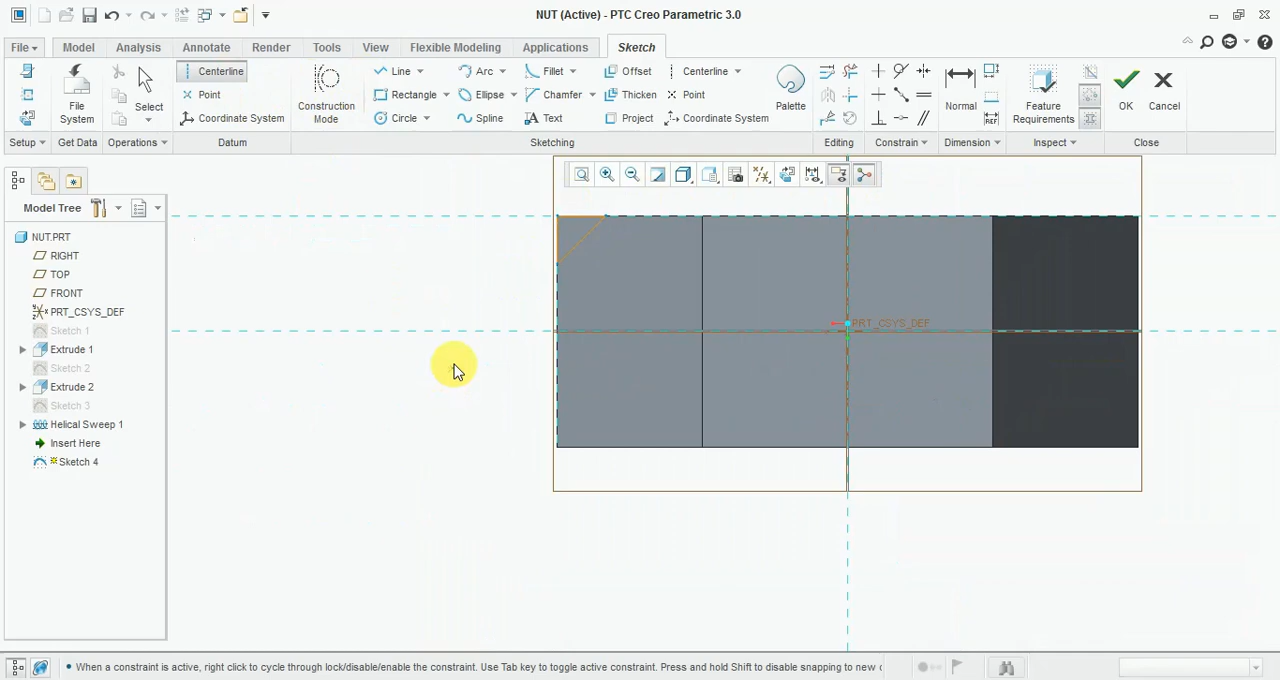 NUT (Active) - PTC Creo Parametric 3.0
File Model Analysis Annotate Render Tools View Flexible Modeling Applications Sketch
Centerline Line Arc Fillet Offset Centerline
Point Rectangle Ellipse Chamfer Thicken Point
File System Select Coordinate System Construction Mode Circle Spline Text Project Coordinate System Palette Normal Feature Requirements OK Cancel
Setup Get Data Operations Datum Sketching Editing Constrain Dimension Inspect Close
Model Tree
NUT.PRT
RIGHT
TOP
FRONT
PRT_CSYS_DEF
Sketch 1
Extrude 1
Sketch 2
Extrude 2
Sketch 3
Helical Sweep 1
Insert Here
Sketch 4
PRT_CSYS_DEF
• When a constraint is active, right click to cycle through lock/disable/enable the constraint. Use Tab key to toggle active constraint. Press and hold Shift to disable snapping to new c